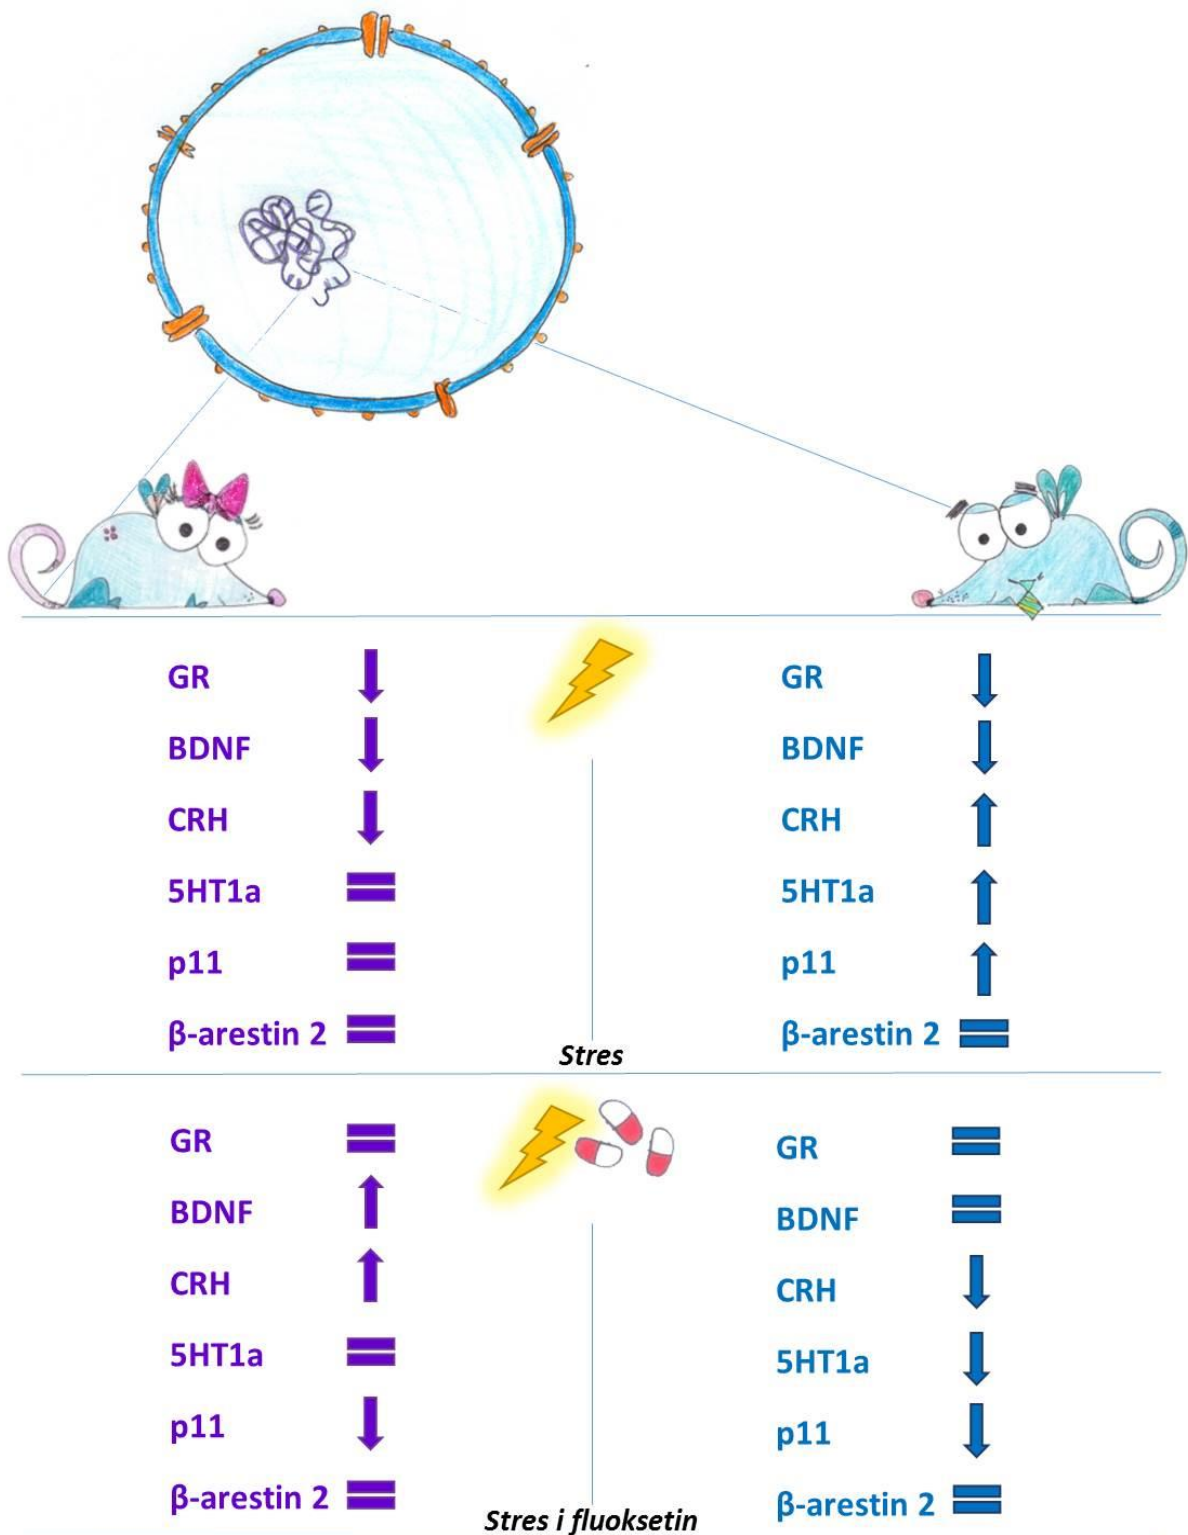 GR
BDNF
CRH
5HT1a
p11
β-arestin 2
GR
BDNF
CRH
5HT1a
p11
β-arestin 2
Stres
GR
BDNF
CRH
5HT1a
p11
β-arestin 2
GR
BDNF
CRH
5HT1a
p11
β-arestin 2
Stres i fluoksetin